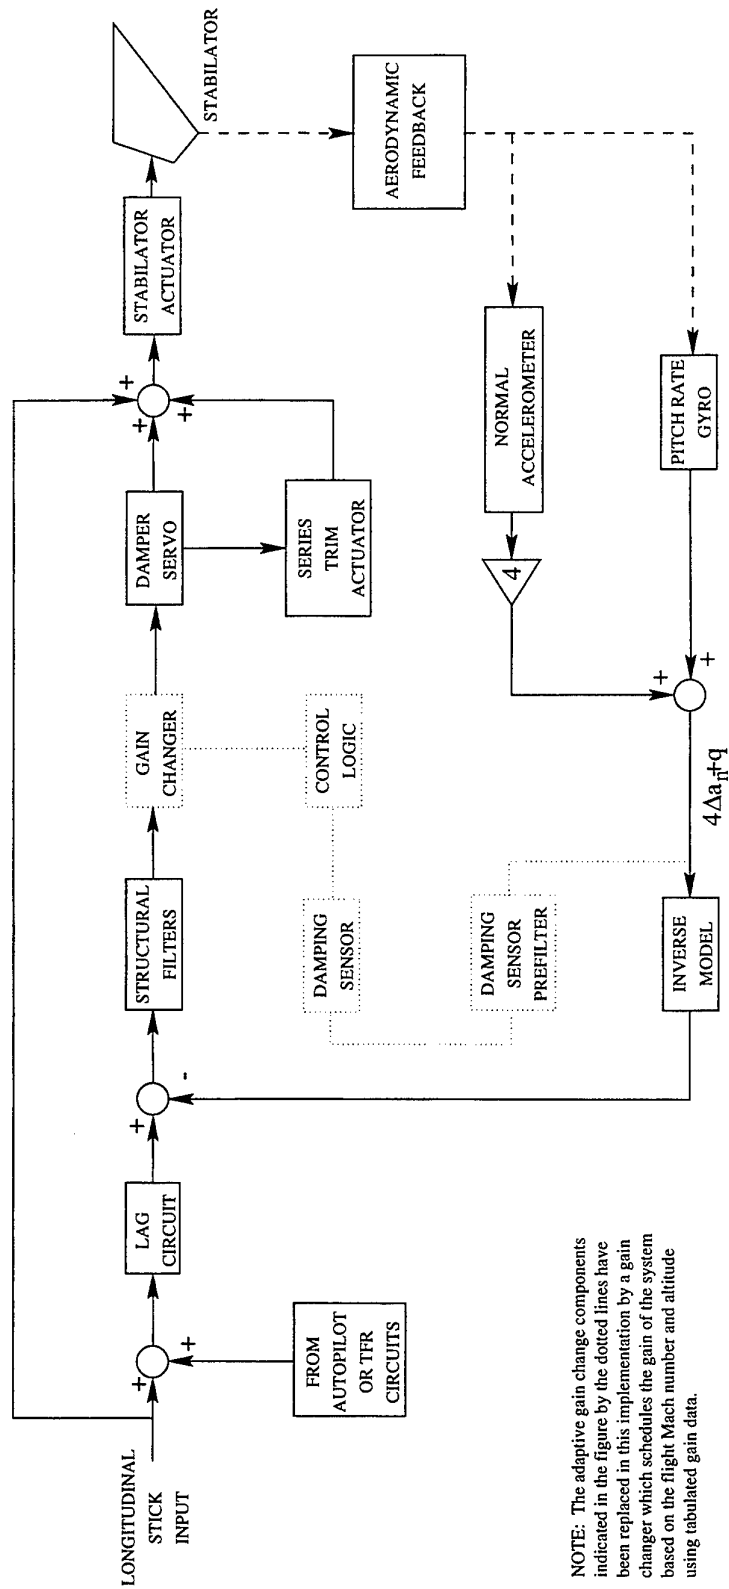 LONGITUDINAL
STICK
INPUT
+
+
FROM
AUTOPILOT
OR TFR
CIRCUITS
LAG
CIRCUIT
+
-
STRUCTURAL
FILTERS
GAIN
CHANGER
DAMPER
SERVO
+
+
+
STABILATOR
ACTUATOR
STABILATOR
SERIES
TRIM
ACTUATOR
CONTROL
LOGIC
DAMPING
SENSOR
DAMPING
SENSOR
PREFILTER
AERODYNAMIC
FEEDBACK
NORMAL
ACCELEROMETER
4
PITCH RATE
GYRO
+
+
4Δan+q
INVERSE
MODEL
NOTE: The adaptive gain change components
indicated in the figure by the dotted lines have
been replaced in this implementation by a gain
changer which schedules the gain of the system
based on the flight Mach number and altitude
using tabulated gain data.